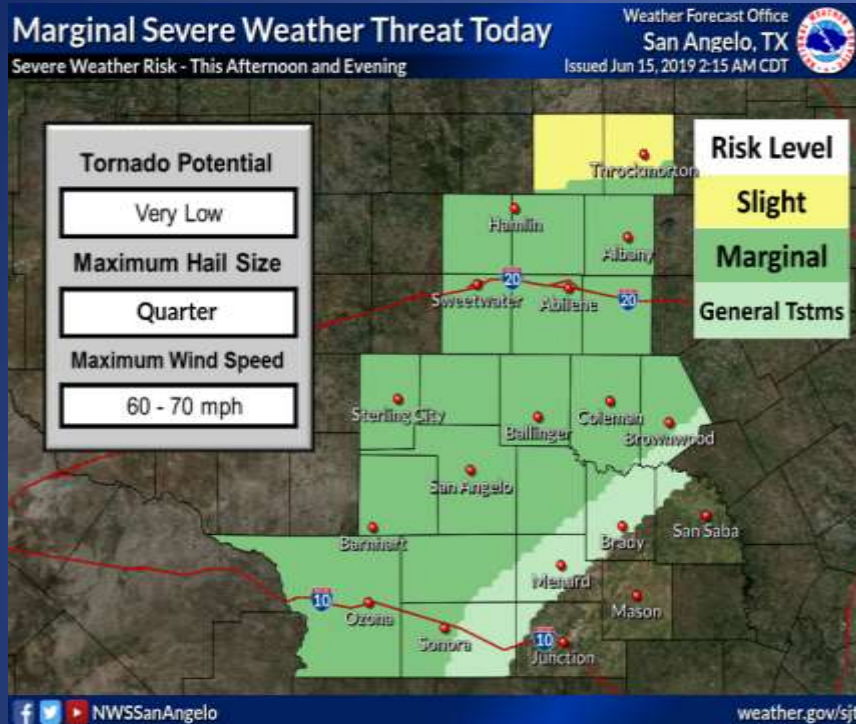 Marginal Severe Weather Threat Today
Severe Weather Risk - This Afternoon and Evening
Weather Forecast Office
San Angelo, TX
Issued Jun 15, 2019 2:15 AM CDT
Tornado Potential
Very Low
Maximum Hail Size
Quarter
Maximum Wind Speed
60 - 70 mph
Risk Level
Slight
Marginal
General Tstms
Throckmorton
Hamlin
Albany
20
Sweetwater
Abilene
20
Sterling City
Ballinger
Coleman
Brownwood
San Angelo
Barnhart
Brady
San Saba
Menard
Mason
10
Ozona
Sonora
10
Junction
NWSSanAngelo
weather.gov/sjt